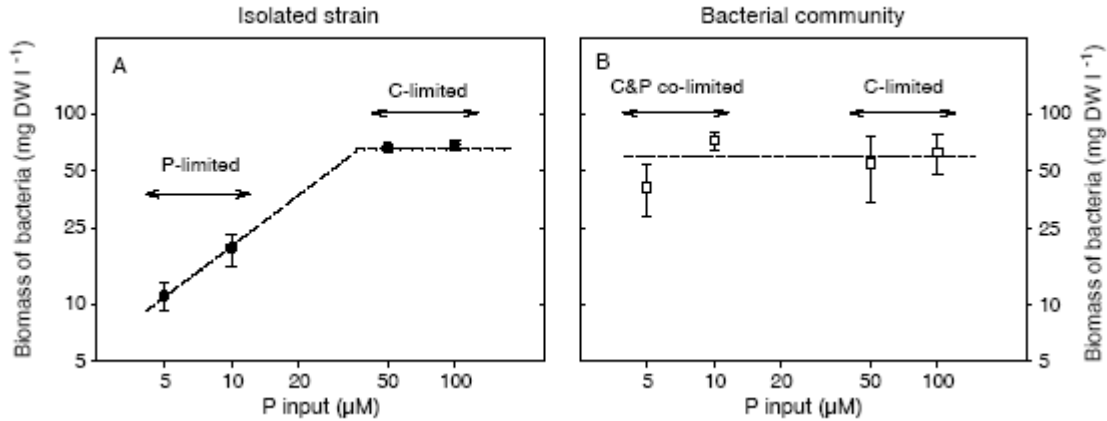 Isolated strain
Bacterial community
A
P-limited
C-limited
100
50
25
10
5
Biomass of bacteria (mg DW l⁻¹)
5 10 20 50 100
P input (µM)
B
C&P co-limited
C-limited
100
50
25
10
5
Biomass of bacteria (mg DW l⁻¹)
5 10 20 50 100
P input (µM)